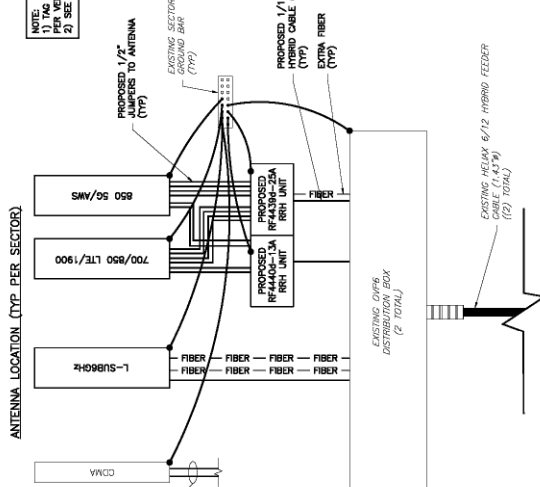 NOTE:
1) TAG
PER VE
2) SEE
ANTENNA LOCATION (TYP PER SECTOR)
PROPOSED 1/2"
JUMPERS TO ANTENNA
(TYP)
EXISTING SECTOR
GROUND BAR
(TYP)
PROPOSED 1/1
HYBRID CABLE
(TYP)
EXTRA FIBER
(TYP)
850 5G/AWS
700/850 LTE/1900
L-SUB6GHz
CDMA
PROPOSED
RF4439d-25A
RRH UNIT
PROPOSED
RF4440d-13A
RRH UNIT
FIBER
FIBER FIBER FIBER FIBER
FIBER FIBER FIBER FIBER
EXISTING OVP6
DISTRIBUTION BOX
(2 TOTAL)
EXISTING HELIAX 6/12 HYBRID FEEDER
CABLE (1.43"ø)
((2) TOTAL)